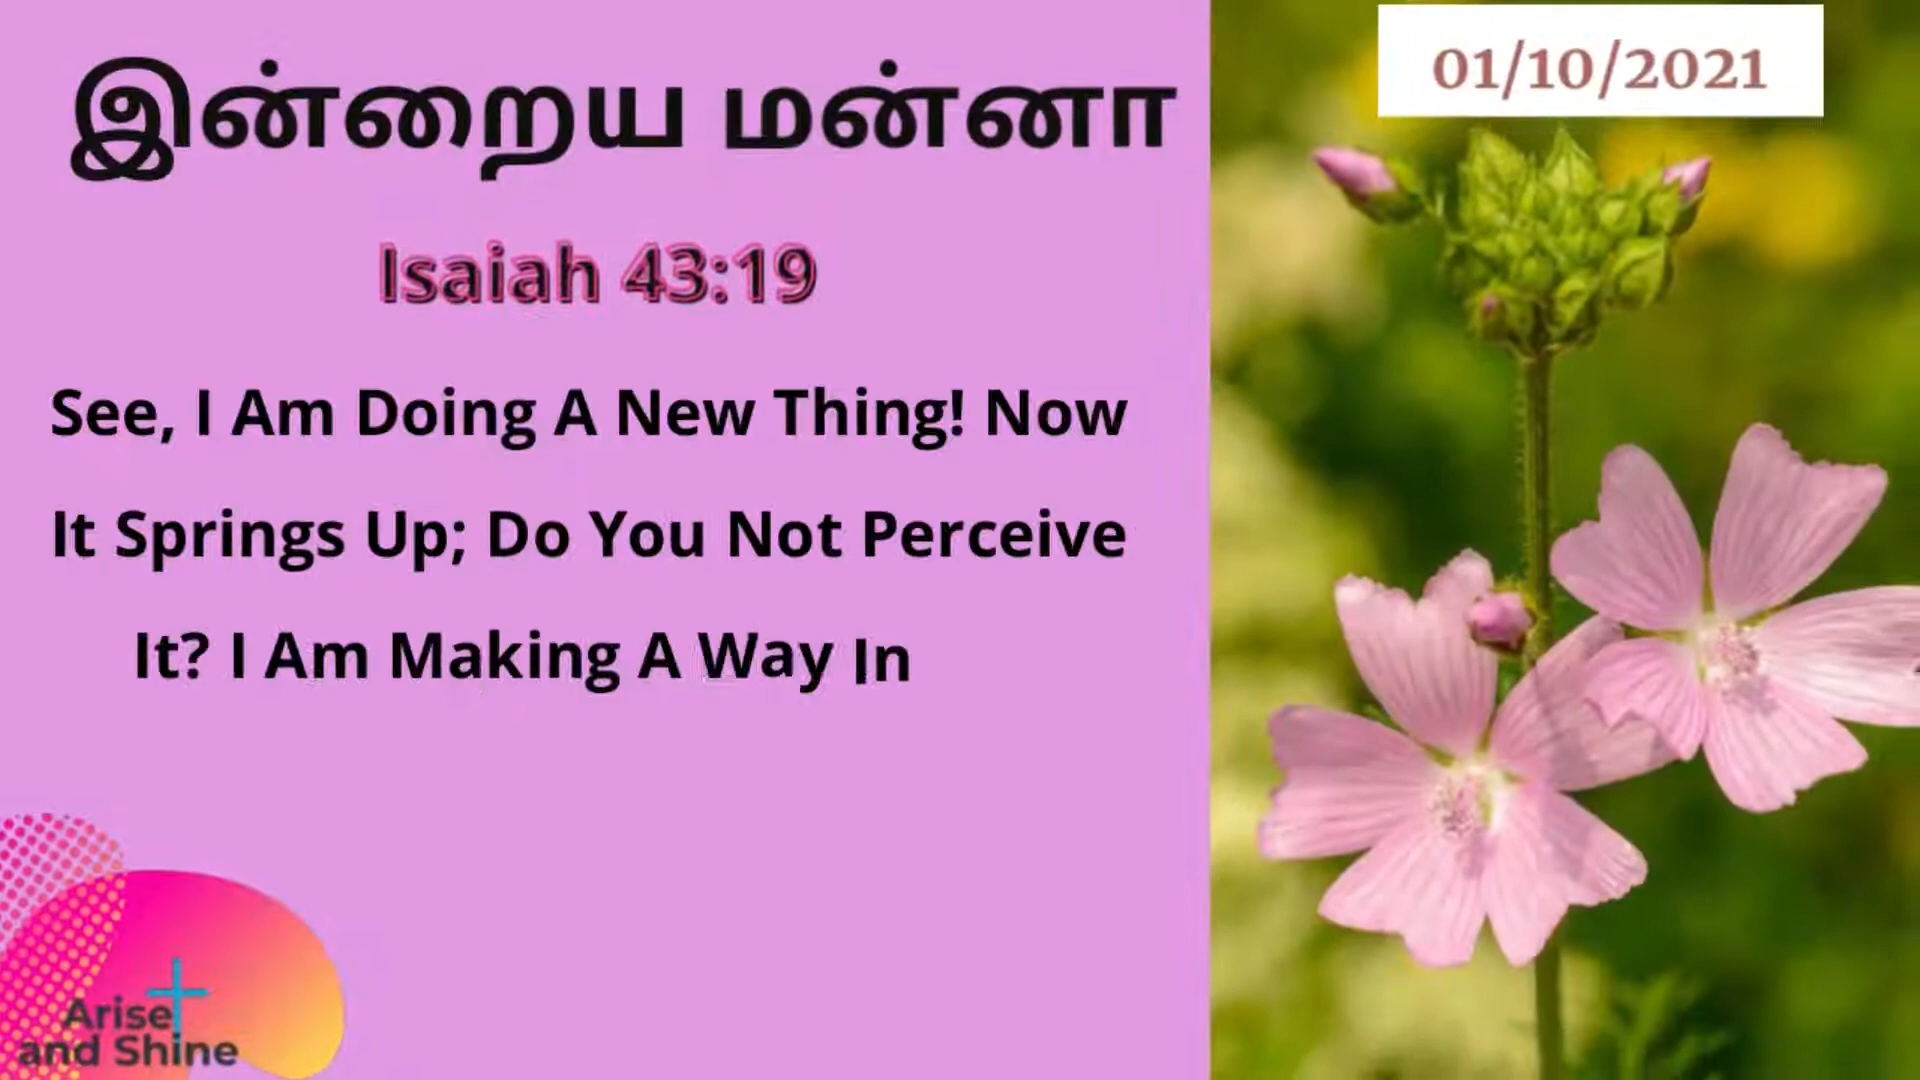 இன்றைய மன்னா
01/10/2021
Isaiah 43:19
See, I Am Doing A New Thing! Now
It Springs Up; Do You Not Perceive
It? I Am Making A Way In
Arise
and Shine